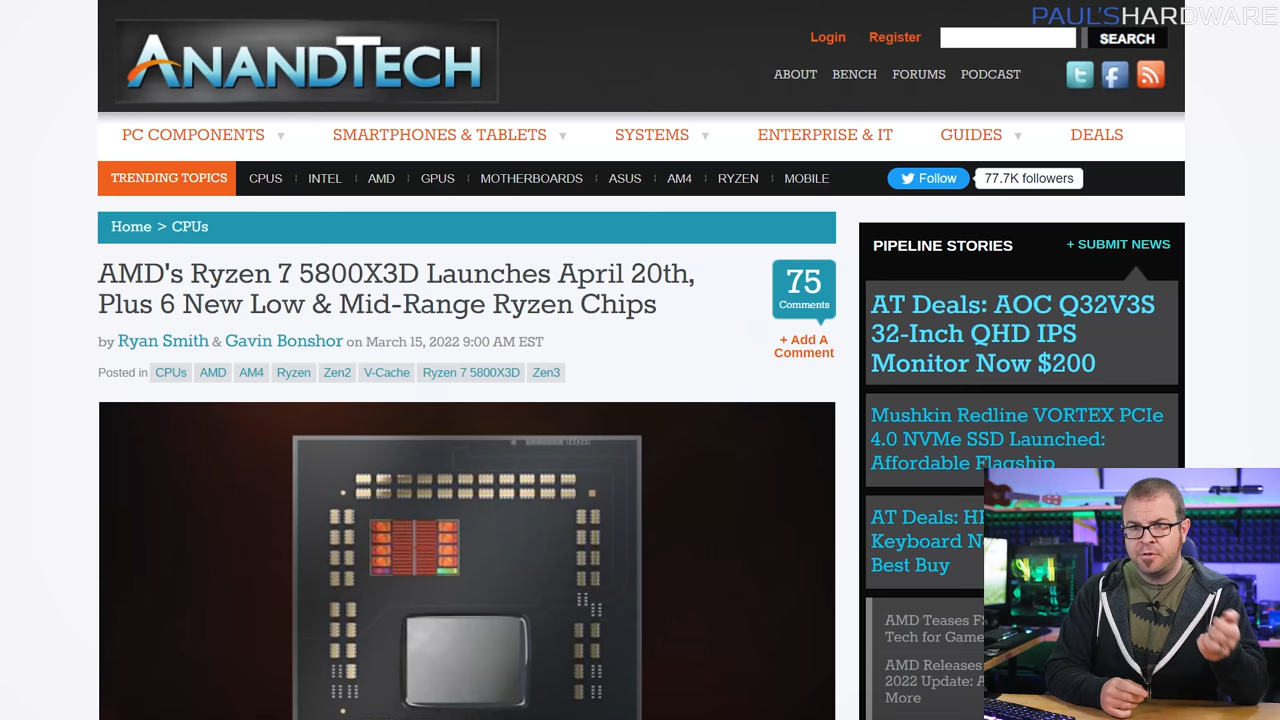 PAUL'SHARDWARE
ANANDTECH
Login
Register
SEARCH
ABOUT
BENCH
FORUMS
PODCAST
PC COMPONENTS
SMARTPHONES & TABLETS
SYSTEMS
ENTERPRISE & IT
GUIDES
DEALS
TRENDING TOPICS
CPUS
INTEL
AMD
GPUS
MOTHERBOARDS
ASUS
AM4
RYZEN
MOBILE
Follow
77.7K followers
Home > CPUs
AMD's Ryzen 7 5800X3D Launches April 20th,
Plus 6 New Low & Mid-Range Ryzen Chips
75
Comments
by Ryan Smith & Gavin Bonshor on March 15, 2022 9:00 AM EST
+ Add A
Comment
Posted in CPUs AMD AM4 Ryzen Zen2 V-Cache Ryzen 7 5800X3D Zen3
PIPELINE STORIES
+ SUBMIT NEWS
AT Deals: AOC Q32V3S
32-Inch QHD IPS
Monitor Now $200
Mushkin Redline VORTEX PCIe
4.0 NVMe SSD Launched:
Affordable Flagship
AT Deals:
Keyboard
Best Buy
AMD Teases
Tech for Game
AMD Releases
2022 Update:
More